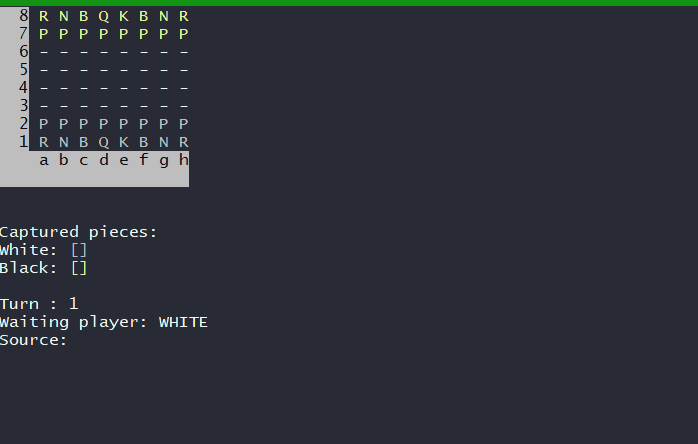 8 R N B Q K B N R
7 P P P P P P P P
6 - - - - - - - -
5 - - - - - - - -
4 - - - - - - - -
3 - - - - - - - -
2 P P P P P P P P
1 R N B Q K B N R
a b c d e f g h
Captured pieces:
White: []
Black: []
Turn : 1
Waiting player: WHITE
Source: